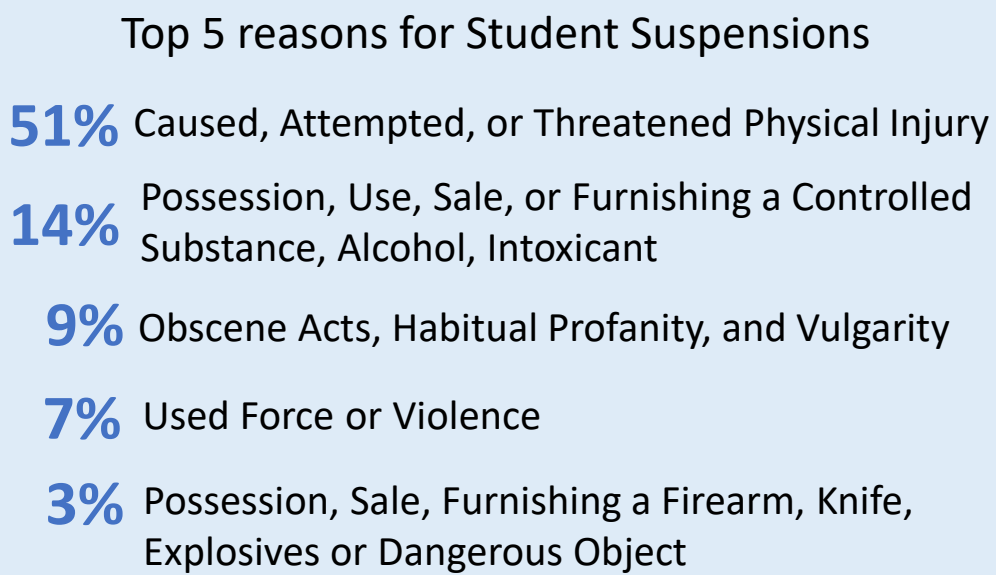 Top 5 reasons for Student Suspensions
51% Caused, Attempted, or Threatened Physical Injury
14% Possession, Use, Sale, or Furnishing a Controlled
Substance, Alcohol, Intoxicant
9% Obscene Acts, Habitual Profanity, and Vulgarity
7% Used Force or Violence
3% Possession, Sale, Furnishing a Firearm, Knife,
Explosives or Dangerous Object